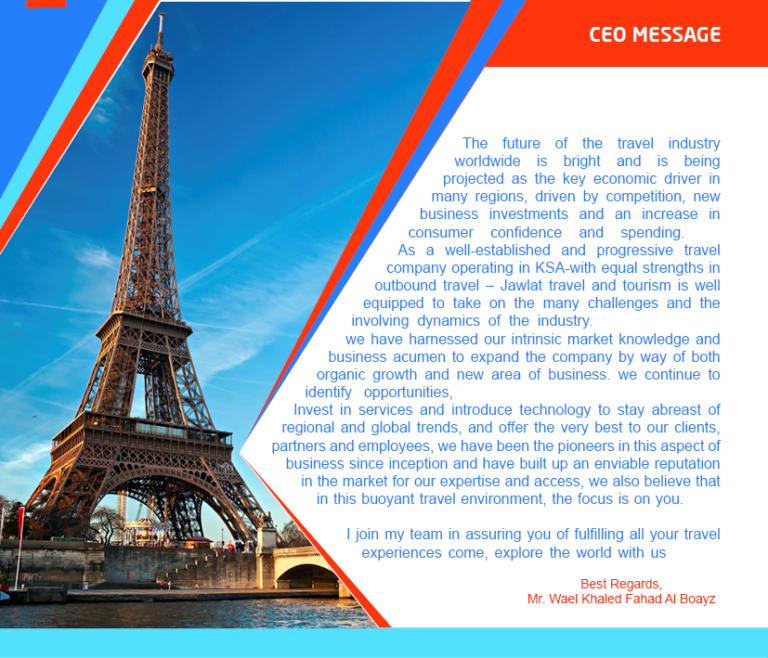 CEO MESSAGE
The future of the travel industry
worldwide is bright and is being
projected as the key economic driver in
many regions, driven by competition, new
business investments and an increase in
consumer confidence and spending.
As a well-established and progressive travel
company operating in KSA-with equal strengths in
outbound travel – Jawlat travel and tourism is well
equipped to take on the many challenges and the
involving dynamics of the industry.
we have harnessed our intrinsic market knowledge and
business acumen to expand the company by way of both
organic growth and new area of business. we continue to
identify opportunities,
Invest in services and introduce technology to stay abreast of
regional and global trends, and offer the very best to our clients,
partners and employees, we have been the pioneers in this aspect of
business since inception and have built up an enviable reputation
in the market for our expertise and access, we also believe that
in this buoyant travel environment, the focus is on you.
I join my team in assuring you of fulfilling all your travel
experiences come, explore the world with us
Best Regards,
Mr. Wael Khaled Fahad Al Boayz